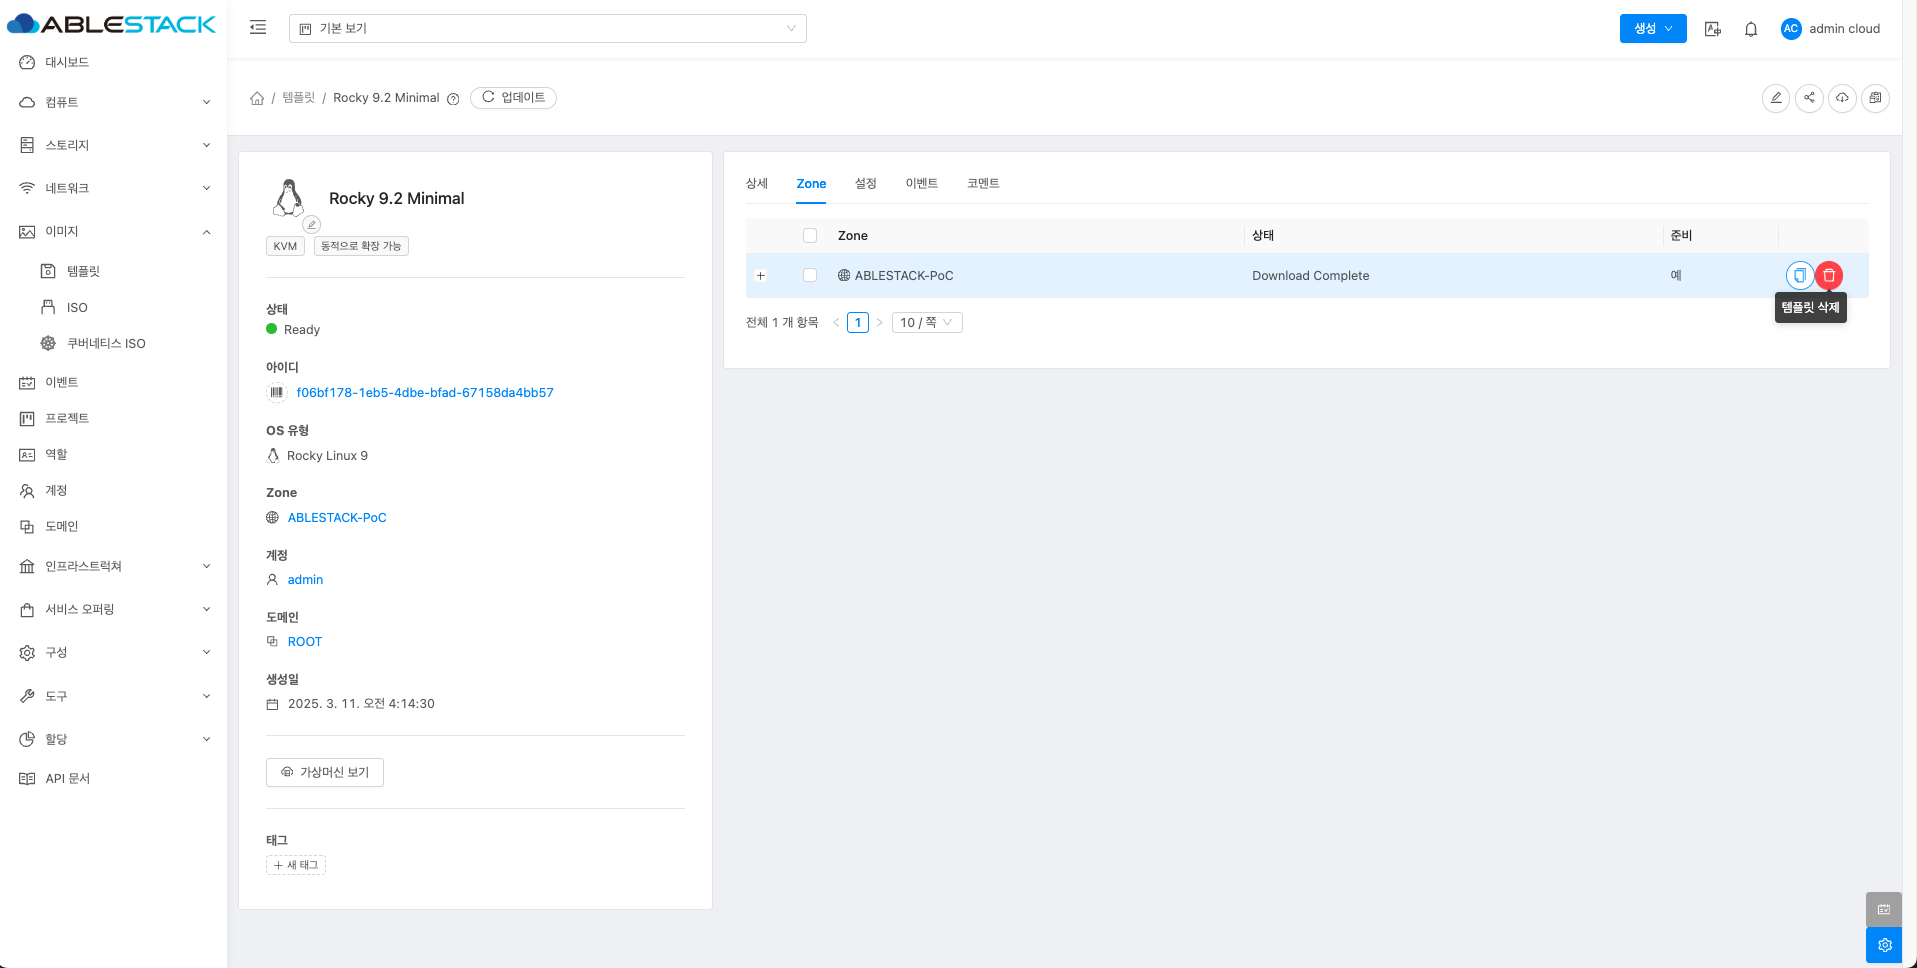 ABLESTACK
기본 보기
생성
AC admin cloud
대시보드
컴퓨트
스토리지
네트워크
이미지
템플릿
ISO
쿠버네티스 ISO
이벤트
프로젝트
역할
계정
도메인
인프라스트럭쳐
서비스 오퍼링
구성
도구
할당
API 문서
/ 템플릿 / Rocky 9.2 Minimal 업데이트
Rocky 9.2 Minimal
KVM 동적으로 확장 가능
상태
Ready
아이디
f06bf178-1eb5-4dbe-bfad-67158da4bb57
OS 유형
Rocky Linux 9
Zone
ABLESTACK-PoC
계정
admin
도메인
ROOT
생성일
2025. 3. 11. 오전 4:14:30
가상머신 보기
태그
+ 새 태그
상세 Zone 설정 이벤트 코멘트
Zone 상태 준비
ABLESTACK-PoC Download Complete 예
템플릿 삭제
전체 1 개 항목 < 1 > 10 / 쪽